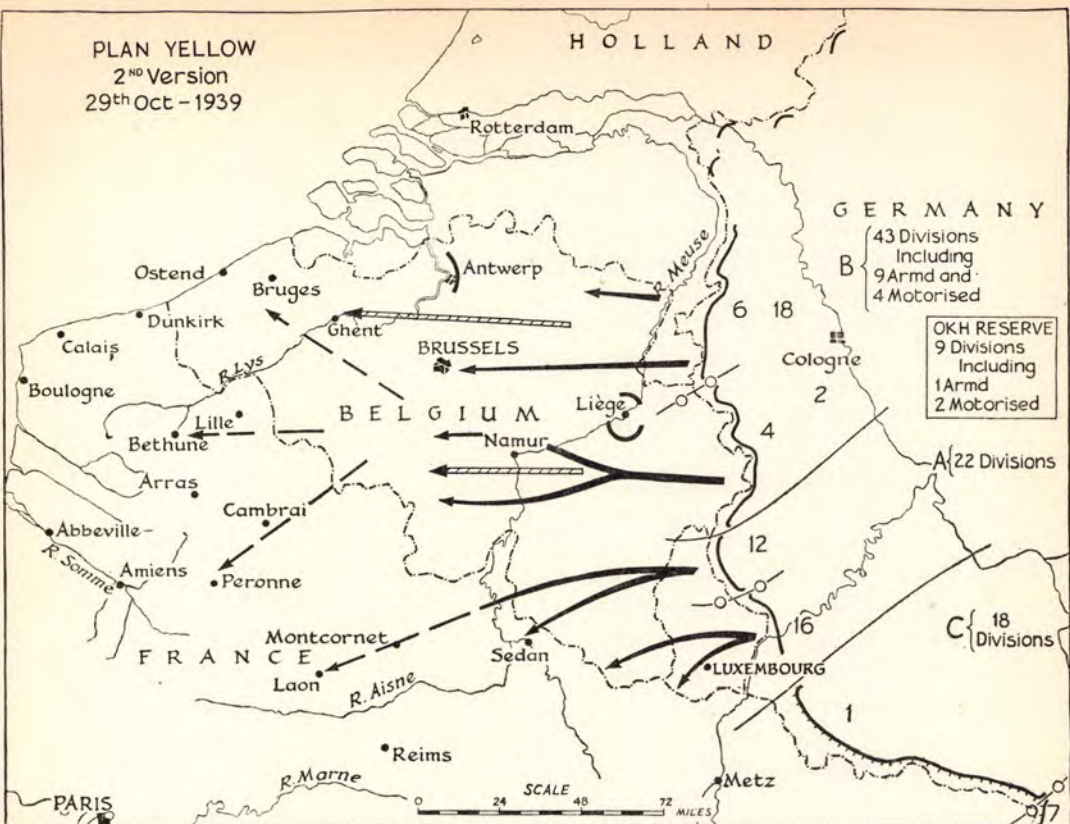 PLAN YELLOW
2ND Version
29th Oct - 1939
HOLLAND
Rotterdam
GERMANY
B { 43 Divisions
Including
9 Armd and
4 Motorised
OKH RESERVE
9 Divisions
Including
1 Armd
2 Motorised
A { 22 Divisions
C { 18
Divisions
R. Meuse
Antwerp
Ostend
Bruges
Dunkirk
Ghent
Calais
BRUSSELS
Boulogne
R. Lys
BELGIUM
Liège
Lille
Bethune
Namur
Cologne
6
18
2
4
Arras
Cambrai
Abbeville
R. Somme
Amiens
Peronne
12
Montcornet
16
FRANCE
Sedan
LUXEMBOURG
Laon
R. Aisne
1
Reims
R. Marne
Metz
PARIS
SCALE
0 24 48 72 MILES
17